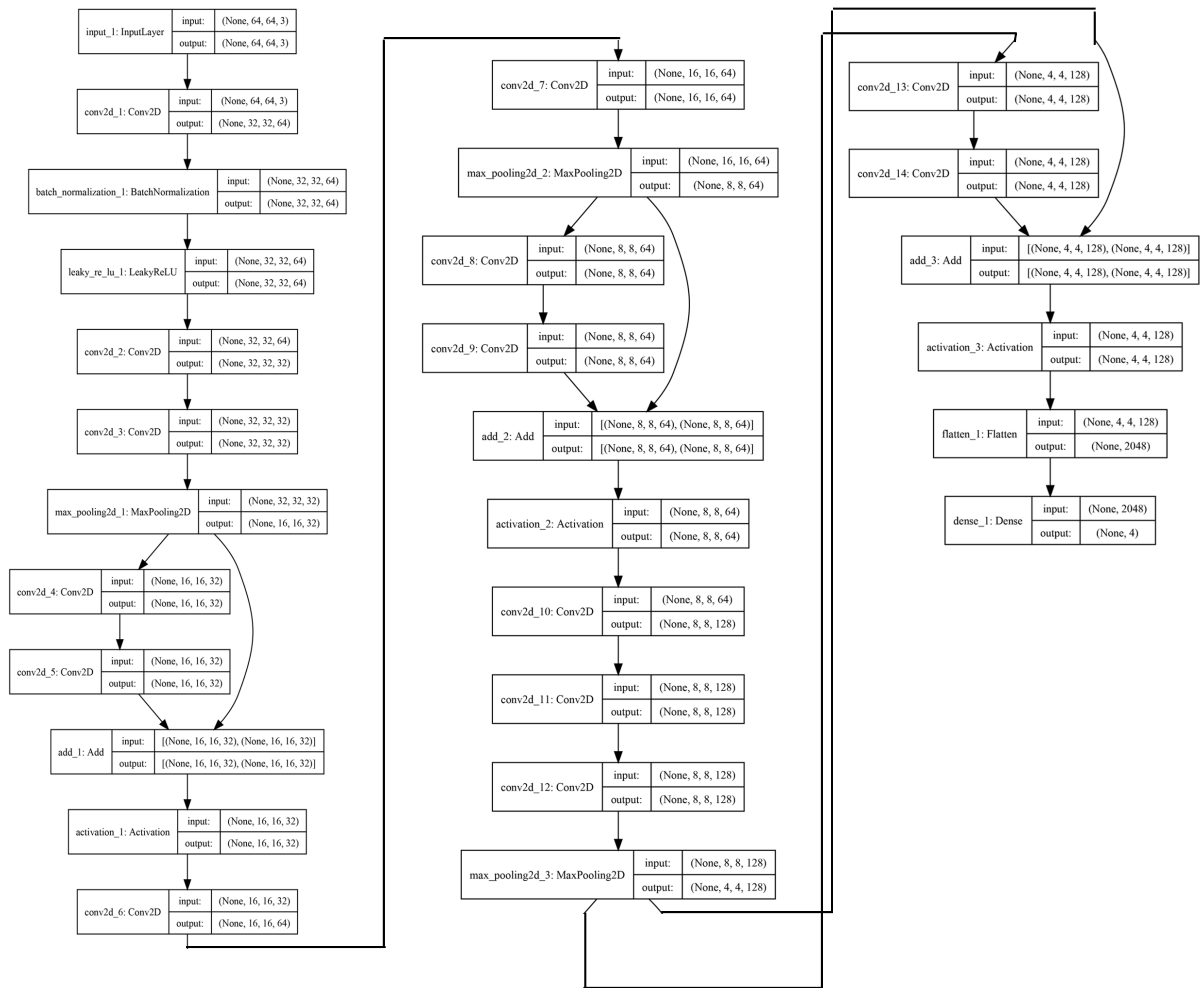 input_1: InputLayer
input: (None, 64, 64, 3)
output: (None, 64, 64, 3)
conv2d_1: Conv2D
input: (None, 64, 64, 3)
output: (None, 32, 32, 64)
batch_normalization_1: BatchNormalization
input: (None, 32, 32, 64)
output: (None, 32, 32, 64)
leaky_re_lu_1: LeakyReLU
input: (None, 32, 32, 64)
output: (None, 32, 32, 64)
conv2d_2: Conv2D
input: (None, 32, 32, 64)
output: (None, 32, 32, 32)
conv2d_3: Conv2D
input: (None, 32, 32, 32)
output: (None, 32, 32, 32)
max_pooling2d_1: MaxPooling2D
input: (None, 32, 32, 32)
output: (None, 16, 16, 32)
conv2d_4: Conv2D
input: (None, 16, 16, 32)
output: (None, 16, 16, 32)
conv2d_5: Conv2D
input: (None, 16, 16, 32)
output: (None, 16, 16, 32)
add_1: Add
input: [(None, 16, 16, 32), (None, 16, 16, 32)]
output: [(None, 16, 16, 32), (None, 16, 16, 32)]
activation_1: Activation
input: (None, 16, 16, 32)
output: (None, 16, 16, 32)
conv2d_6: Conv2D
input: (None, 16, 16, 32)
output: (None, 16, 16, 64)
conv2d_7: Conv2D
input: (None, 16, 16, 64)
output: (None, 16, 16, 64)
max_pooling2d_2: MaxPooling2D
input: (None, 16, 16, 64)
output: (None, 8, 8, 64)
conv2d_8: Conv2D
input: (None, 8, 8, 64)
output: (None, 8, 8, 64)
conv2d_9: Conv2D
input: (None, 8, 8, 64)
output: (None, 8, 8, 64)
add_2: Add
input: [(None, 8, 8, 64), (None, 8, 8, 64)]
output: [(None, 8, 8, 64), (None, 8, 8, 64)]
activation_2: Activation
input: (None, 8, 8, 64)
output: (None, 8, 8, 64)
conv2d_10: Conv2D
input: (None, 8, 8, 64)
output: (None, 8, 8, 128)
conv2d_11: Conv2D
input: (None, 8, 8, 128)
output: (None, 8, 8, 128)
conv2d_12: Conv2D
input: (None, 8, 8, 128)
output: (None, 8, 8, 128)
max_pooling2d_3: MaxPooling2D
input: (None, 8, 8, 128)
output: (None, 4, 4, 128)
conv2d_13: Conv2D
input: (None, 4, 4, 128)
output: (None, 4, 4, 128)
conv2d_14: Conv2D
input: (None, 4, 4, 128)
output: (None, 4, 4, 128)
add_3: Add
input: [(None, 4, 4, 128), (None, 4, 4, 128)]
output: [(None, 4, 4, 128), (None, 4, 4, 128)]
activation_3: Activation
input: (None, 4, 4, 128)
output: (None, 4, 4, 128)
flatten_1: Flatten
input: (None, 4, 4, 128)
output: (None, 2048)
dense_1: Dense
input: (None, 2048)
output: (None, 4)